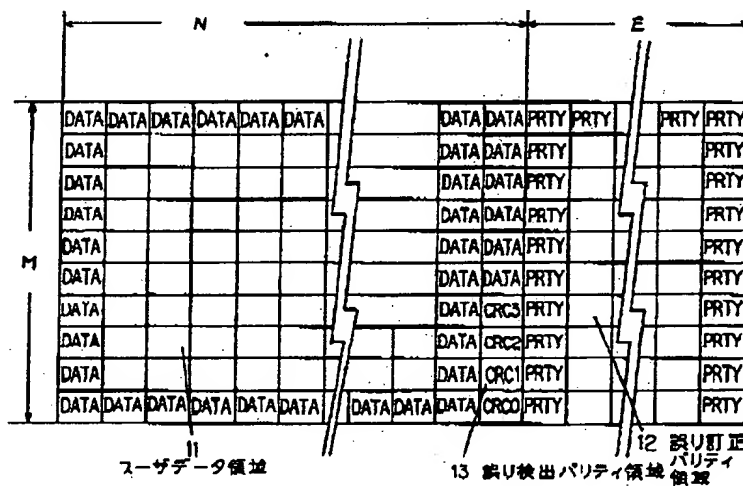 N E
DATA DATA DATA DATA DATA DATA DATA DATA PRTY PRTY PRTY PRTY
DATA DATA DATA PRTY PRTY
DATA DATA DATA PRTY PRTY
DATA DATA DATA PRTY PRTY
M DATA DATA DATA PRTY PRTY
DATA DATA DATA PRTY PRTY
DATA DATA CRC3 PRTY PRTY
DATA DATA CRC2 PRTY PRTY
DATA DATA CRC1 PRTY PRTY
DATA DATA DATA DATA DATA DATA DATA DATA DATA CRC0 PRTY PRTY
11
ユーザデータ領域
13 誤り検出パリティ領域
12 誤り訂正
パリティ
領域